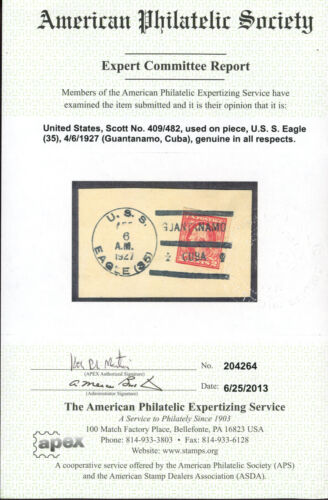 American Philatelic Society
Expert Committee Report
Members of the American Philatelic Expertizing Service have
examined the item submitted and it is their opinion that it is:
United States, Scott No. 409/482, used on piece, U. S. S. Eagle
(35), 4/6/1927 (Guantanamo, Cuba), genuine in all respects.
U. S. S.
6
A.M.
1927
EAGLE (35)
GUANTANAMO
CUBA
(APEX Authorized Signature)
No. 204264
(Administrator Signature)
Date: 6/25/2013
The American Philatelic Expertizing Service
A Service to Philately Since 1903
100 Match Factory Place, Bellefonte, PA 16823 USA
Phone: 814-933-3803 • Fax: 814-933-6128
Website: www.stamps.org
apex
A cooperative service offered by the American Philatelic Society (APS)
and the American Stamp Dealers Association (ASDA).